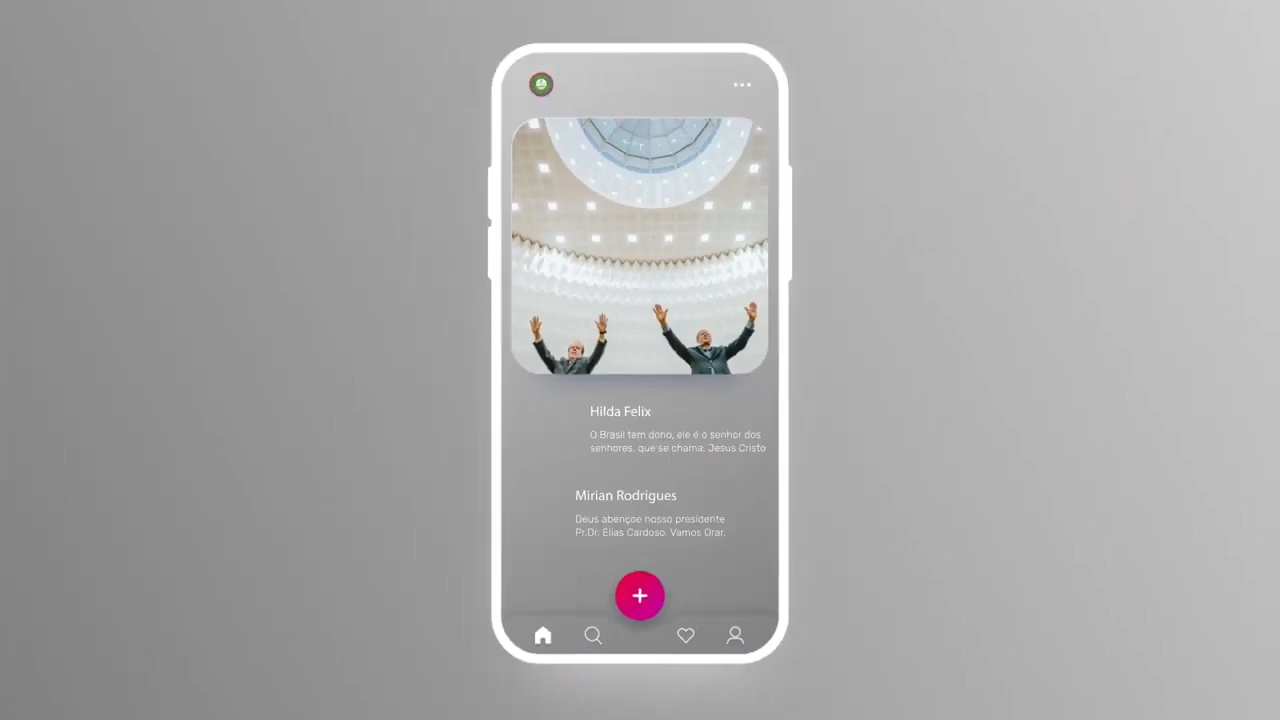 Hilda Felix
O Brasil tem dono, ele é o senhor dos
senhores, que se chama: Jesus Cristo
Mirian Rodrigues
Deus abençoe nosso presidente
Pr.Dr. Elias Cardoso. Vamos Orar.